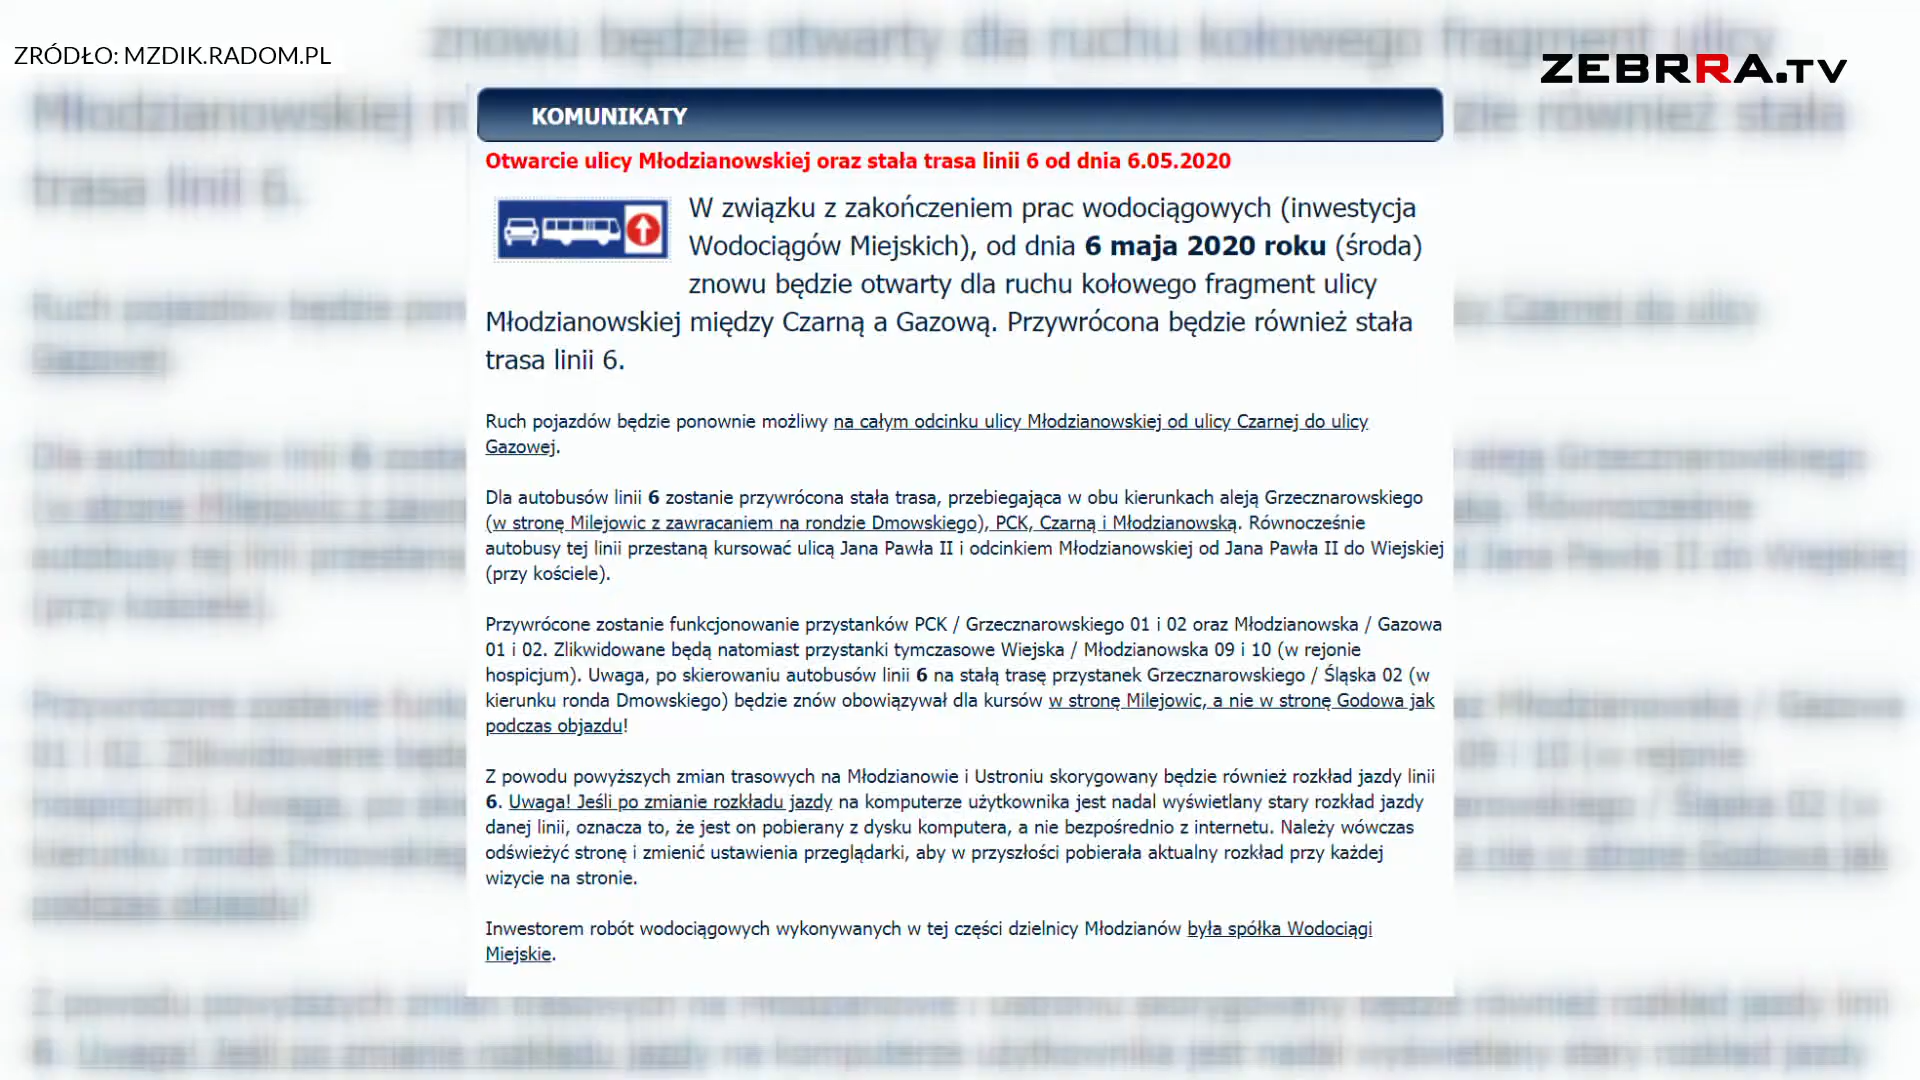 ZRÓDŁO: MZDIK.RADOM.PL
ZEBRRA.TV
KOMUNIKATY
Otwarcie ulicy Młodzianowskiej oraz stała trasa linii 6 od dnia 6.05.2020
W związku z zakończeniem prac wodociągowych (inwestycja
Wodociągów Miejskich), od dnia 6 maja 2020 roku (środa)
znowu będzie otwarty dla ruchu kołowego fragment ulicy
Młodzianowskiej między Czarną a Gazową. Przywrócona będzie również stała
trasa linii 6.
Ruch pojazdów będzie ponownie możliwy na całym odcinku ulicy Młodzianowskiej od ulicy Czarnej do ulicy
Gazowej.
Dla autobusów linii 6 zostanie przywrócona stała trasa, przebiegająca w obu kierunkach aleją Grzecznarowskiego
(w stronę Milejowic z zawracaniem na rondzie Dmowskiego), PCK, Czarną i Młodzianowską. Równocześnie
autobusy tej linii przestaną kursować ulicą Jana Pawła II i odcinkiem Młodzianowskiej od Jana Pawła II do Wiejskiej
(przy kościele).
Przywrócone zostanie funkcjonowanie przystanków PCK / Grzecznarowskiego 01 i 02 oraz Młodzianowska / Gazowa
01 i 02. Zlikwidowane będą natomiast przystanki tymczasowe Wiejska / Młodzianowska 09 i 10 (w rejonie
hospicjum). Uwaga, po skierowaniu autobusów linii 6 na stałą trasę przystanek Grzecznarowskiego / Śląska 02 (w
kierunku ronda Dmowskiego) będzie znów obowiązywał dla kursów w stronę Milejowic, a nie w stronę Godowa jak
podczas objazdu!
Z powodu powyższych zmian trasowych na Młodzianowie i Ustroniu skorygowany będzie również rozkład jazdy linii
6. Uwaga! Jeśli po zmianie rozkładu jazdy na komputerze użytkownika jest nadal wyświetlany stary rozkład jazdy
danej linii, oznacza to, że jest on pobierany z dysku komputera, a nie bezpośrednio z internetu. Należy wówczas
odświeżyć stronę i zmienić ustawienia przeglądarki, aby w przyszłości pobierała aktualny rozkład przy każdej
wizycie na stronie.
Inwestorem robót wodociągowych wykonywanych w tej części dzielnicy Młodzianów była spółka Wodociągi
Miejskie.